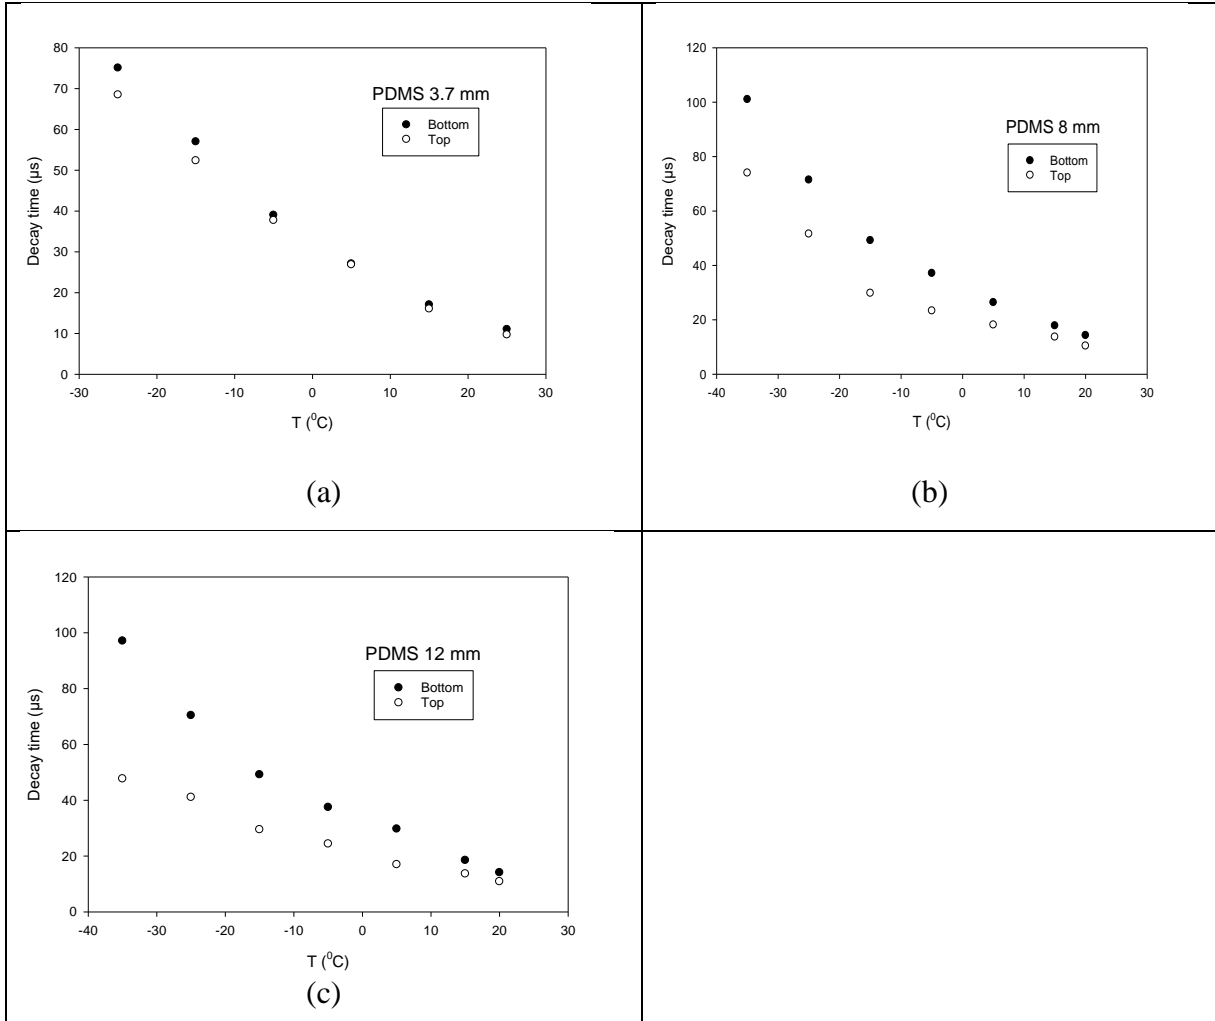 80
70
60
50
40
30
20
10
0
Decay time (µs)
PDMS 3.7 mm
Bottom
Top
-30 -20 -10 0 10 20 30
T (⁰C)
(a)
120
100
80
60
40
20
0
Decay time (µs)
PDMS 8 mm
Bottom
Top
-40 -30 -20 -10 0 10 20 30
T (⁰C)
(b)
120
100
80
60
40
20
0
Decay time (µs)
PDMS 12 mm
Bottom
Top
-40 -30 -20 -10 0 10 20 30
T (⁰C)
(c)